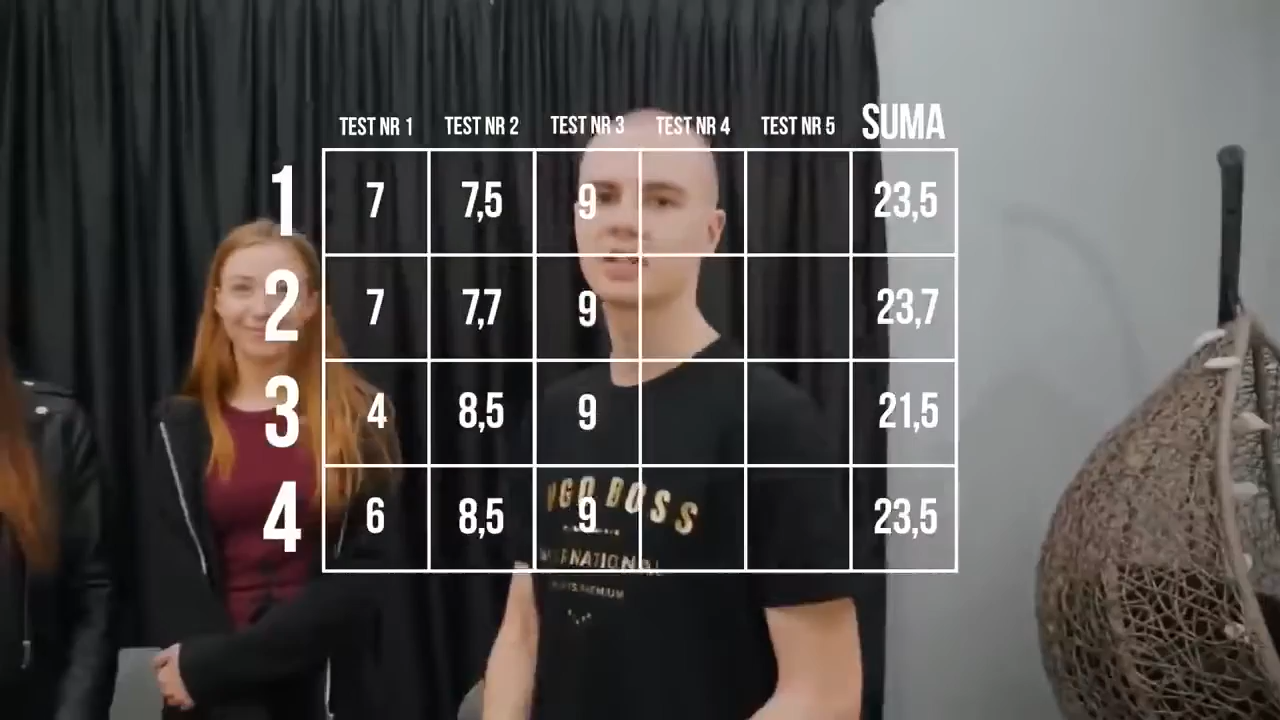 TEST NR 1 TEST NR 2 TEST NR 3 TEST NR 4 TEST NR 5 SUMA
1 7 7,5 9 23,5
2 7 7,7 9 23,7
3 4 8,5 9 21,5
4 6 8,5 9 23,5
BOSS